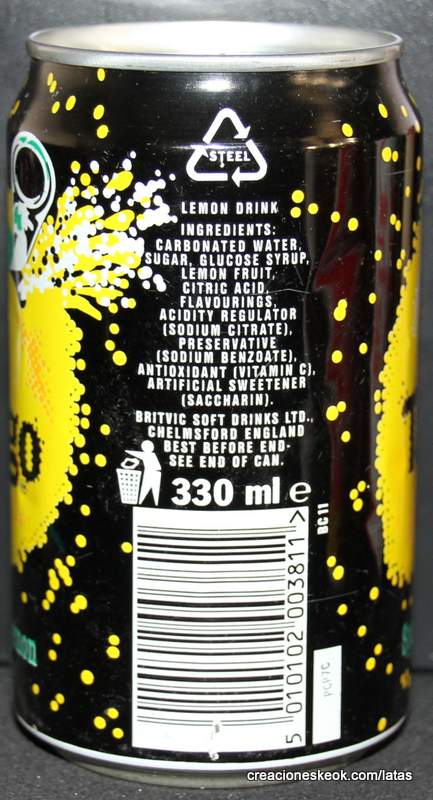 STEEL
LEMON DRINK
INGREDIENTS:
CARBONATED WATER,
SUGAR, GLUCOSE SYRUP,
LEMON FRUIT,
CITRIC ACID,
FLAVOURINGS,
ACIDITY REGULATOR
(SODIUM CITRATE),
PRESERVATIVE
(SODIUM BENZOATE),
ANTIOXIDANT (VITAMIN C),
ARTIFICIAL SWEETENER
(SACCHARIN).
BRITVIC SOFT DRINKS LTD.,
CHELMSFORD ENGLAND
BEST BEFORE END-
SEE END OF CAN.
330 ml e
BC11
5 010102 003811 >
go
mon
creacioneskeok.com/latas